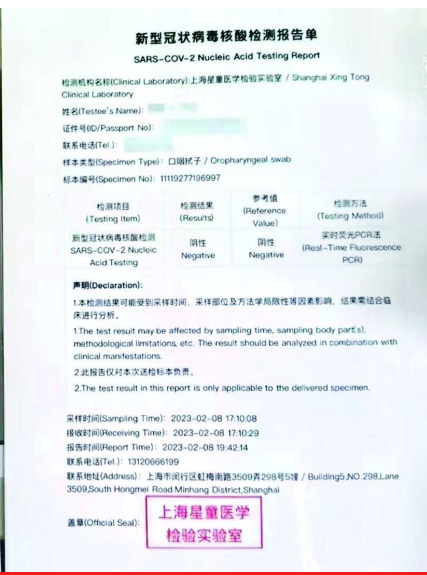 新型冠状病毒核酸检测报告单
SARS-COV-2 Nucleic Acid Testing Report
检测机构名称(Clinical Laboratory):上海星童医学检验实验室 / Shanghai Xing Tong
Clinical Laboratory
姓名(Testee's Name):
证件号(ID/Passport No):
联系电话(Tel.):
样本类型(Specimen Type): 口咽拭子 / Oropharyngeal swab
标本编号(Specimen No): 11119277196997
检测项目
(Testing Item)
检测结果
(Results)
参考值
(Reference
Value)
检测方法
(Testing Method)
新型冠状病毒核酸检测
SARS-COV-2 Nucleic
Acid Testing
阴性
Negative
阴性
Negative
实时荧光PCR法
(Real-Time Fluorescence
PCR)
声明(Declaration):
1.本检测结果可能受到采样时间、采样部位及方法学局限性等因素影响，结果需结合临
床进行分析。
1.The test result may be affected by sampling time, sampling body part(s),
methodological limitations, etc. The result should be analyzed in combination with
clinical manifestations.
2.此报告仅对本次送检标本负责。
2.The test result in this report is only applicable to the delivered specimen.
采样时间(Sampling Time): 2023-02-08 17:10:08
接收时间(Receiving Time): 2023-02-08 17:10:29
报告时间(Report Time): 2023-02-08 19:42:14
联系电话(Tel.): 13120666199
联系地址(Address): 上海市闵行区虹梅南路3509弄298号5幢 / Building5,NO.298,Lane
3509,South Hongmei Road Minhang District,Shanghai
盖章(Official Seal):
上海星童医学
检验实验室